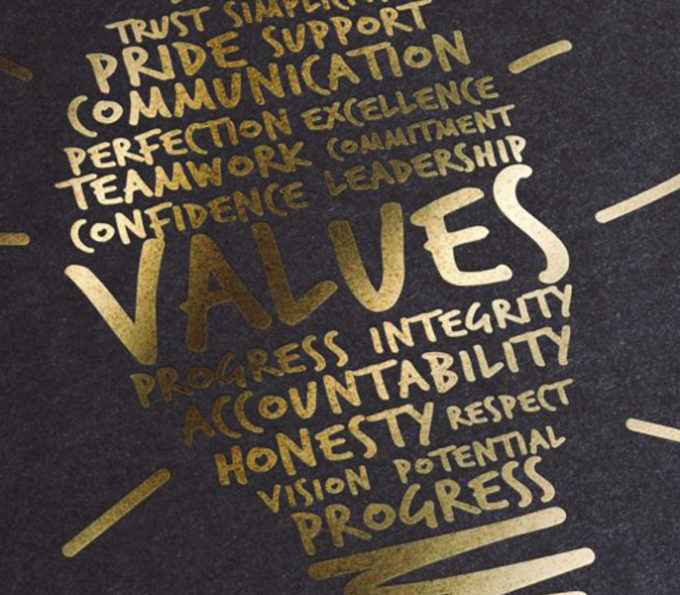 TRUST SIMPLICITY
PRIDE SUPPORT
COMMUNICATION
PERFECTION EXCELLENCE
TEAMWORK COMMITMENT
CONFIDENCE LEADERSHIP
VALUES
PROGRESS INTEGRITY
ACCOUNTABILITY
HONESTY RESPECT
VISION POTENTIAL
PROGRESS